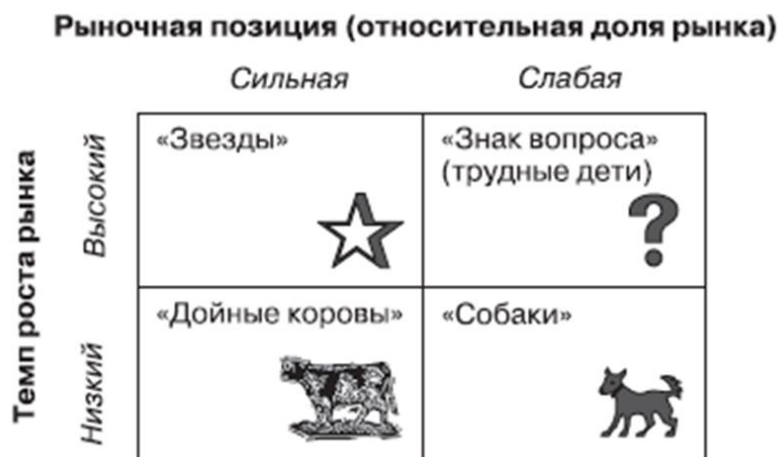 Рыночная позиция (относительная доля рынка)
Сильная
Слабая
Темп роста рынка
Высокий
«Звезды»
«Знак вопроса»
(трудные дети)
?
Низкий
«Дойные коровы»
«Собаки»